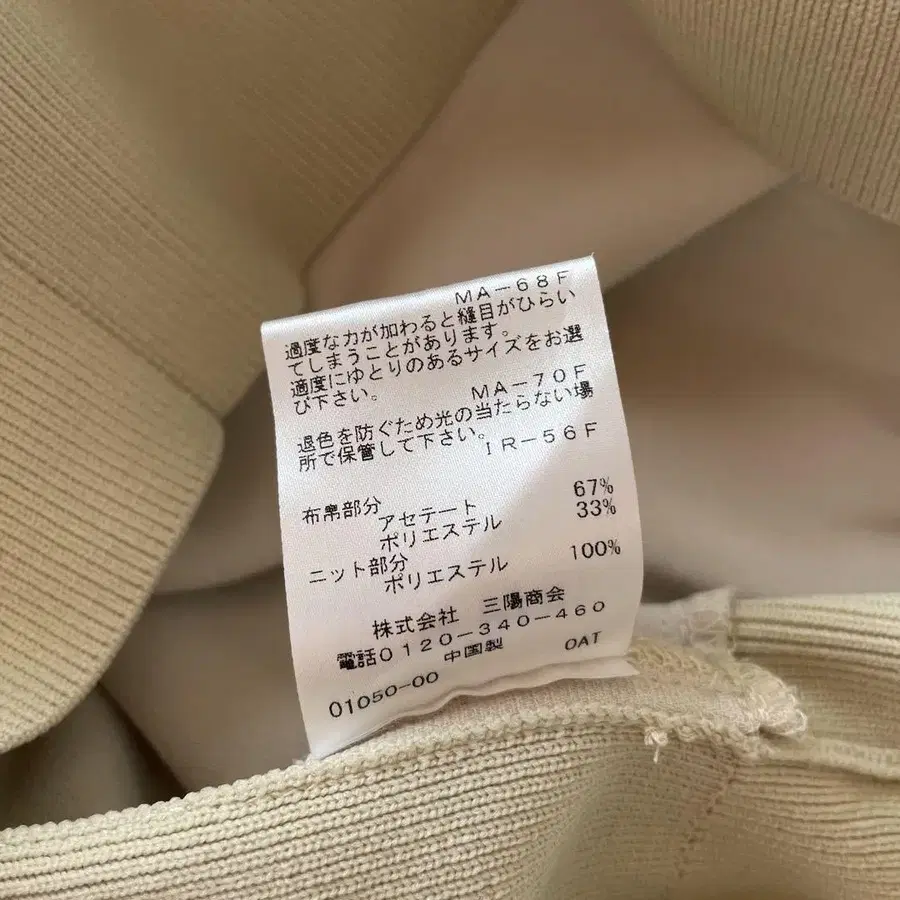 MA-68F
過度な力が加わると縫目がひらい
てしまうことがあります。
適度にゆとりのあるサイズをお選
び下さい。
MA-70F
退色を防ぐため光の当たらない場
所で保管して下さい。
IR-56F
布帛部分
アセテート 67%
ポリエステル 33%
ニット部分
ポリエステル 100%
株式会社 三陽商会
電話0120-340-460
中国製 OAT
01050-00